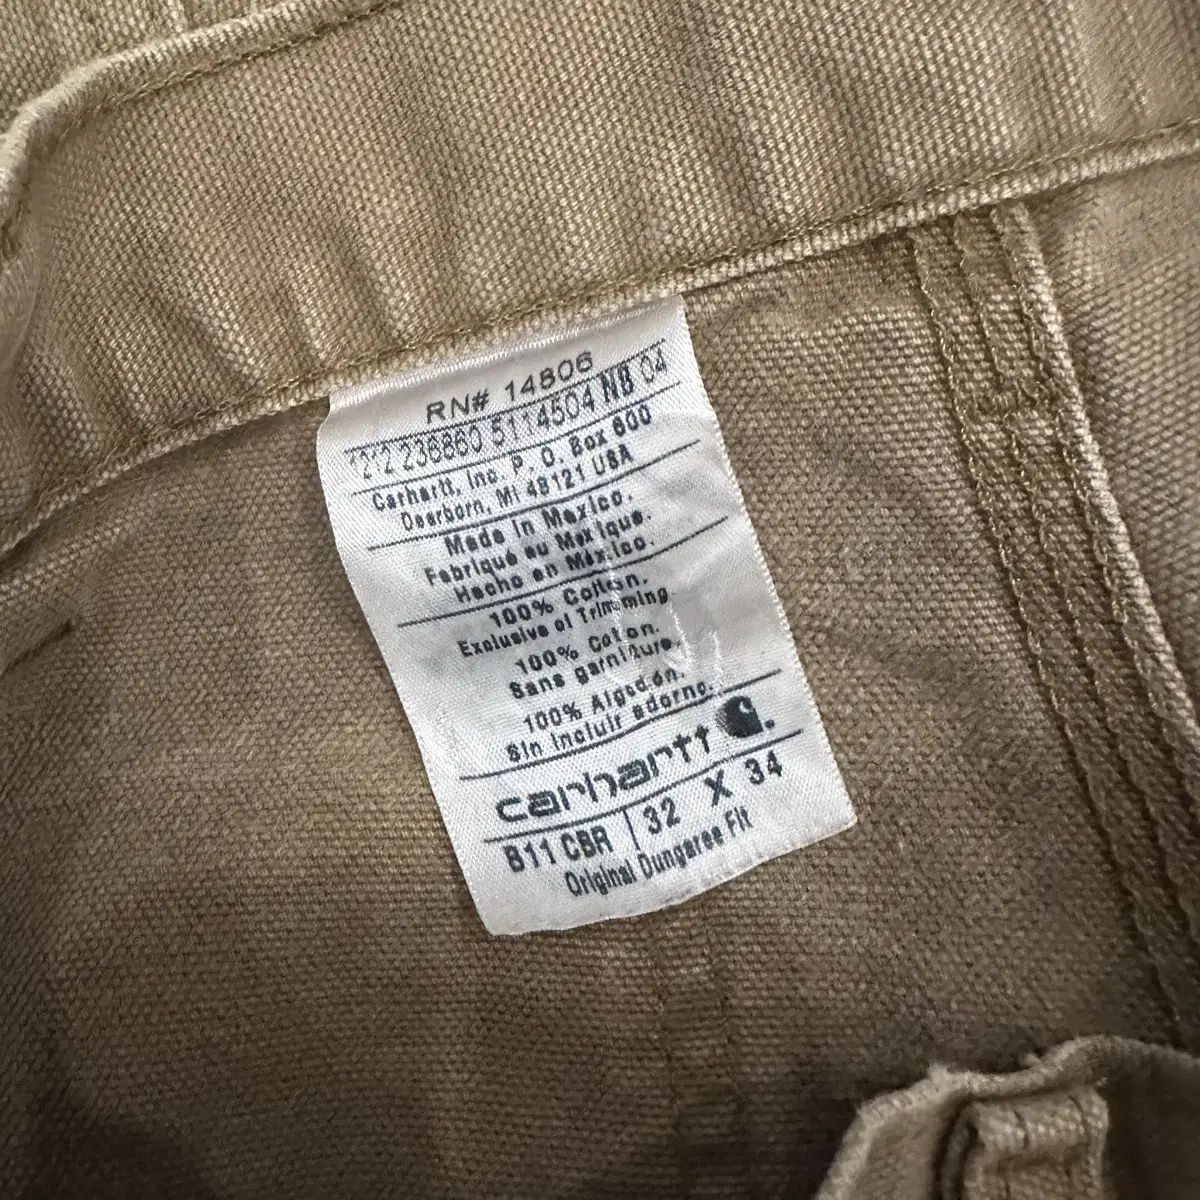 RN# 14806
1212 236860 5114504 NB 04
Carhartt, Inc. P. O. Box 600
Dearborn, MI 48121 USA
Made in Mexico.
Fabriqué au Mexique.
Hecho en México.
100% Cotton.
Exclusive of Trimming
100% Coton.
Sans garniture.
100% Algodón.
Sin incluir adorno.
carhartt
B11 CBR 32 X 34
Original Dungaree Fit